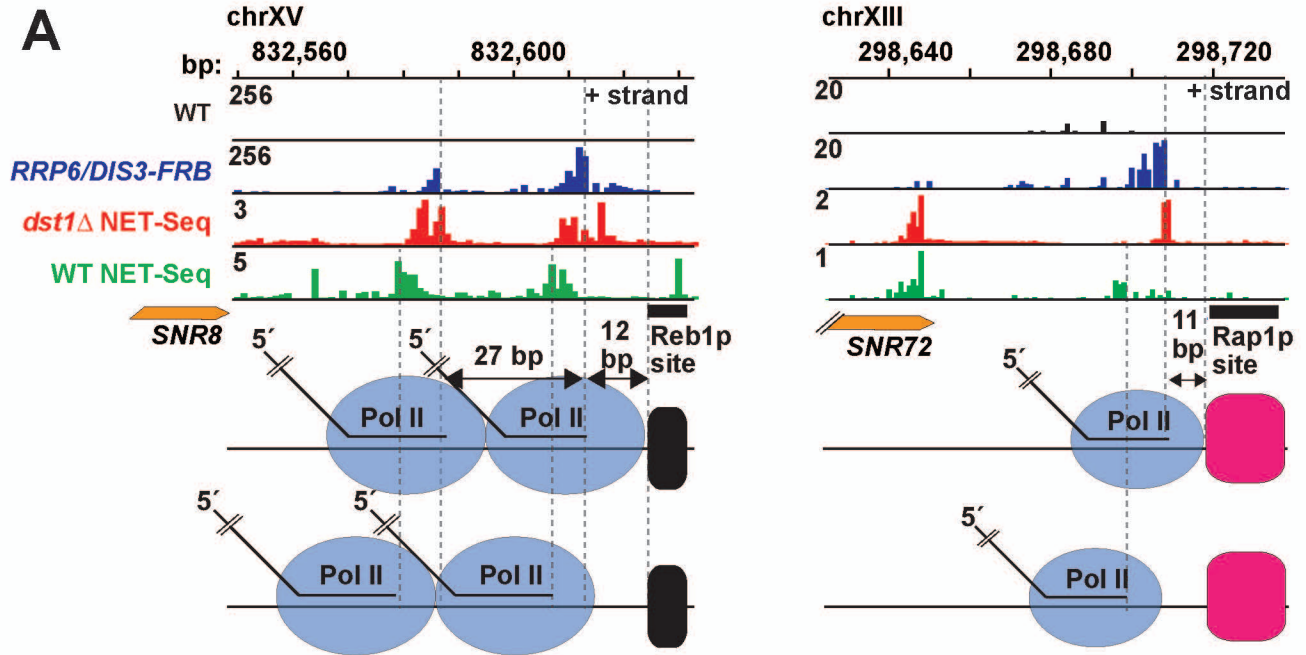 A
chrXV
chrXIII
bp:
832,560
832,600
298,640
298,680
298,720
WT
256
+ strand
20
+ strand
RRP6/DIS3-FRB
256
20
dst1Δ NET-Seq
3
2
WT NET-Seq
5
1
SNR8
Reb1p
site
SNR72
Rap1p
site
5´
5´
27 bp
12
bp
5´
11
bp
Pol II
Pol II
Pol II
5´
5´
5´
Pol II
Pol II
Pol II